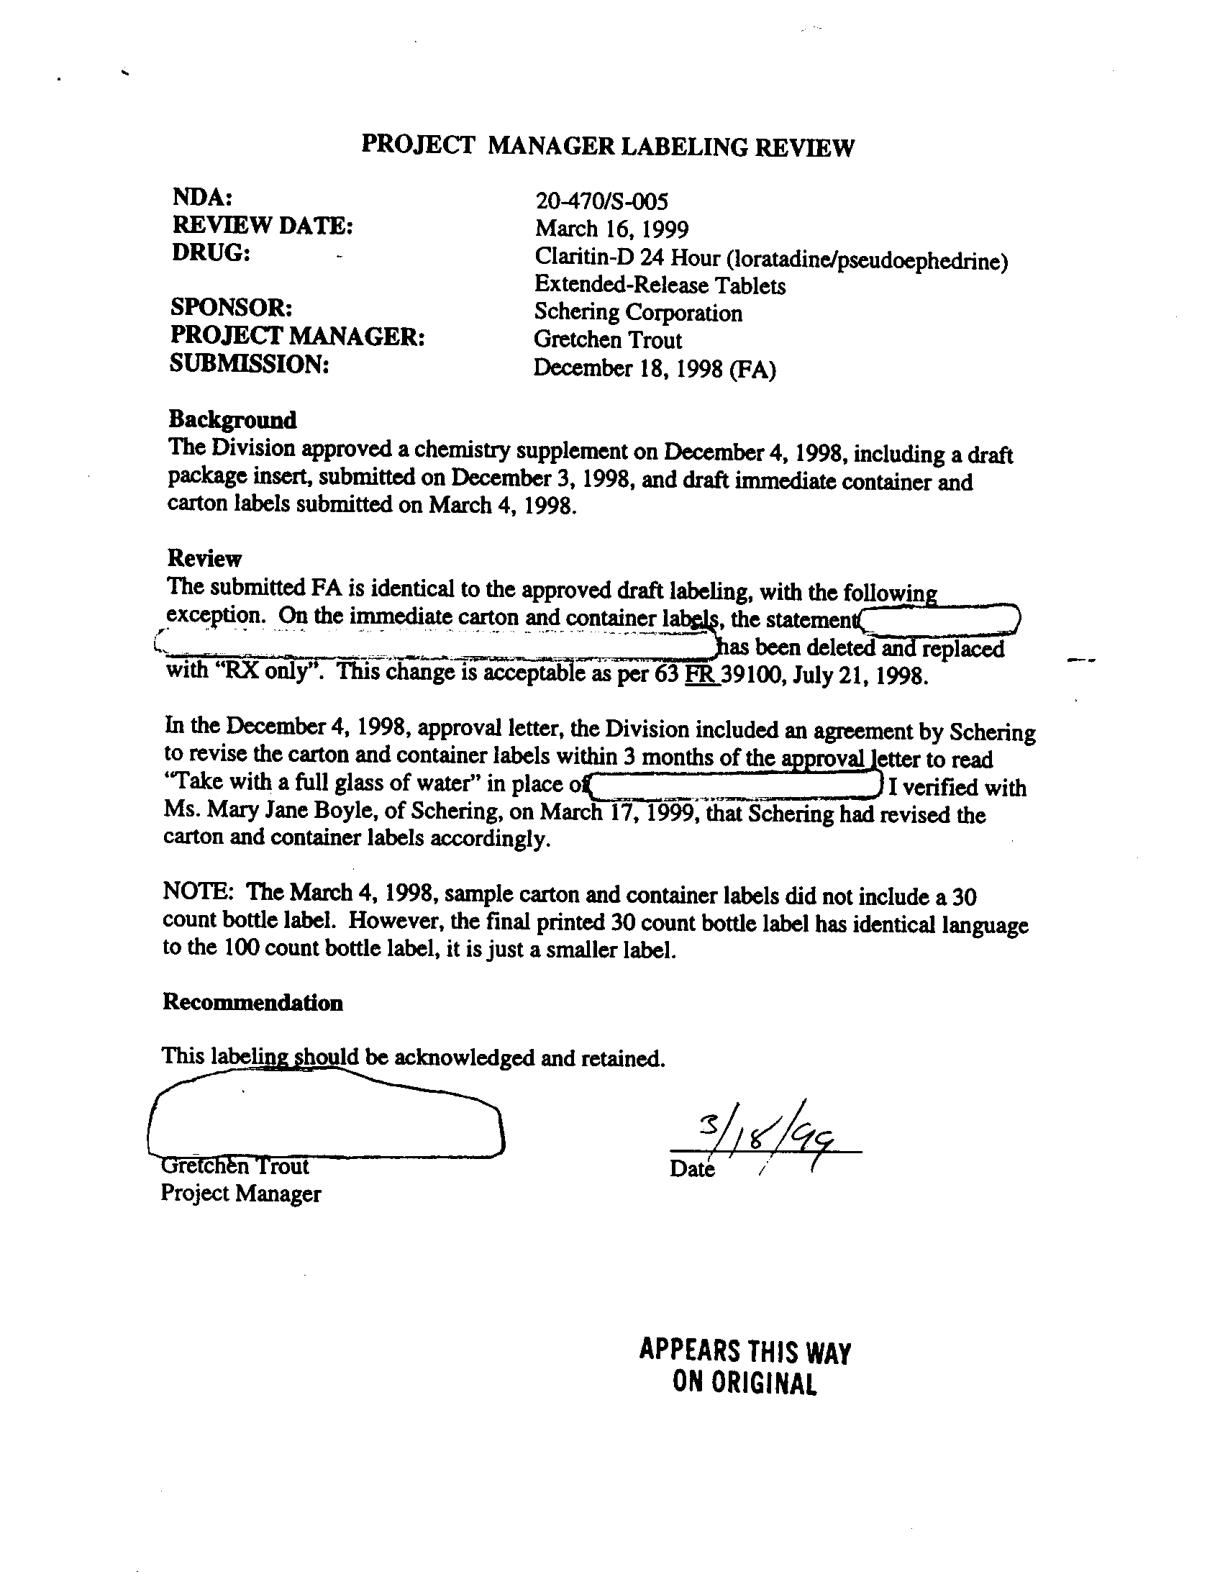 PROJECT MANAGER LABELING REVIEW
NDA: 20-470/S-005
REVIEW DATE: March 16, 1999
DRUG: Claritin-D 24 Hour (loratadine/pseudoephedrine)
Extended-Release Tablets
SPONSOR: Schering Corporation
PROJECT MANAGER: Gretchen Trout
SUBMISSION: December 18, 1998 (FA)
Background
The Division approved a chemistry supplement on December 4, 1998, including a draft
package insert, submitted on December 3, 1998, and draft immediate container and
carton labels submitted on March 4, 1998.
Review
The submitted FA is identical to the approved draft labeling, with the following
exception. On the immediate carton and container labels, the statement
has been deleted and replaced
with “RX only”. This change is acceptable as per 63 FR 39100, July 21, 1998.
In the December 4, 1998, approval letter, the Division included an agreement by Schering
to revise the carton and container labels within 3 months of the approval letter to read
“Take with a full glass of water” in place of I verified with
Ms. Mary Jane Boyle, of Schering, on March 17, 1999, that Schering had revised the
carton and container labels accordingly.
NOTE: The March 4, 1998, sample carton and container labels did not include a 30
count bottle label. However, the final printed 30 count bottle label has identical language
to the 100 count bottle label, it is just a smaller label.
Recommendation
This labeling should be acknowledged and retained.
3/18/99
Gretchen Trout Date
Project Manager
APPEARS THIS WAY
ON ORIGINAL